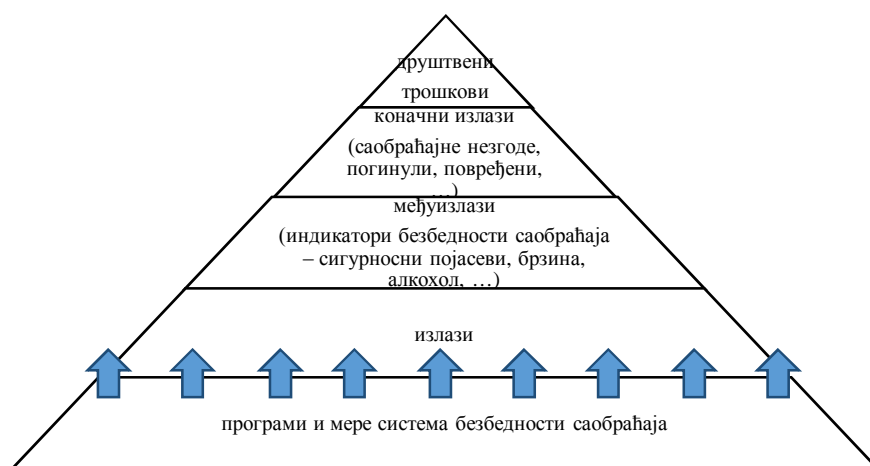 друштвени
трошкови
коначни излази
(саобраћајне незгоде,
погинули, повређени,
…)
међуизлази
(индикатори безбедности саобраћаја
– сигурносни појасеви, брзина,
алкохол, …)
излази
програми и мере система безбедности саобраћаја